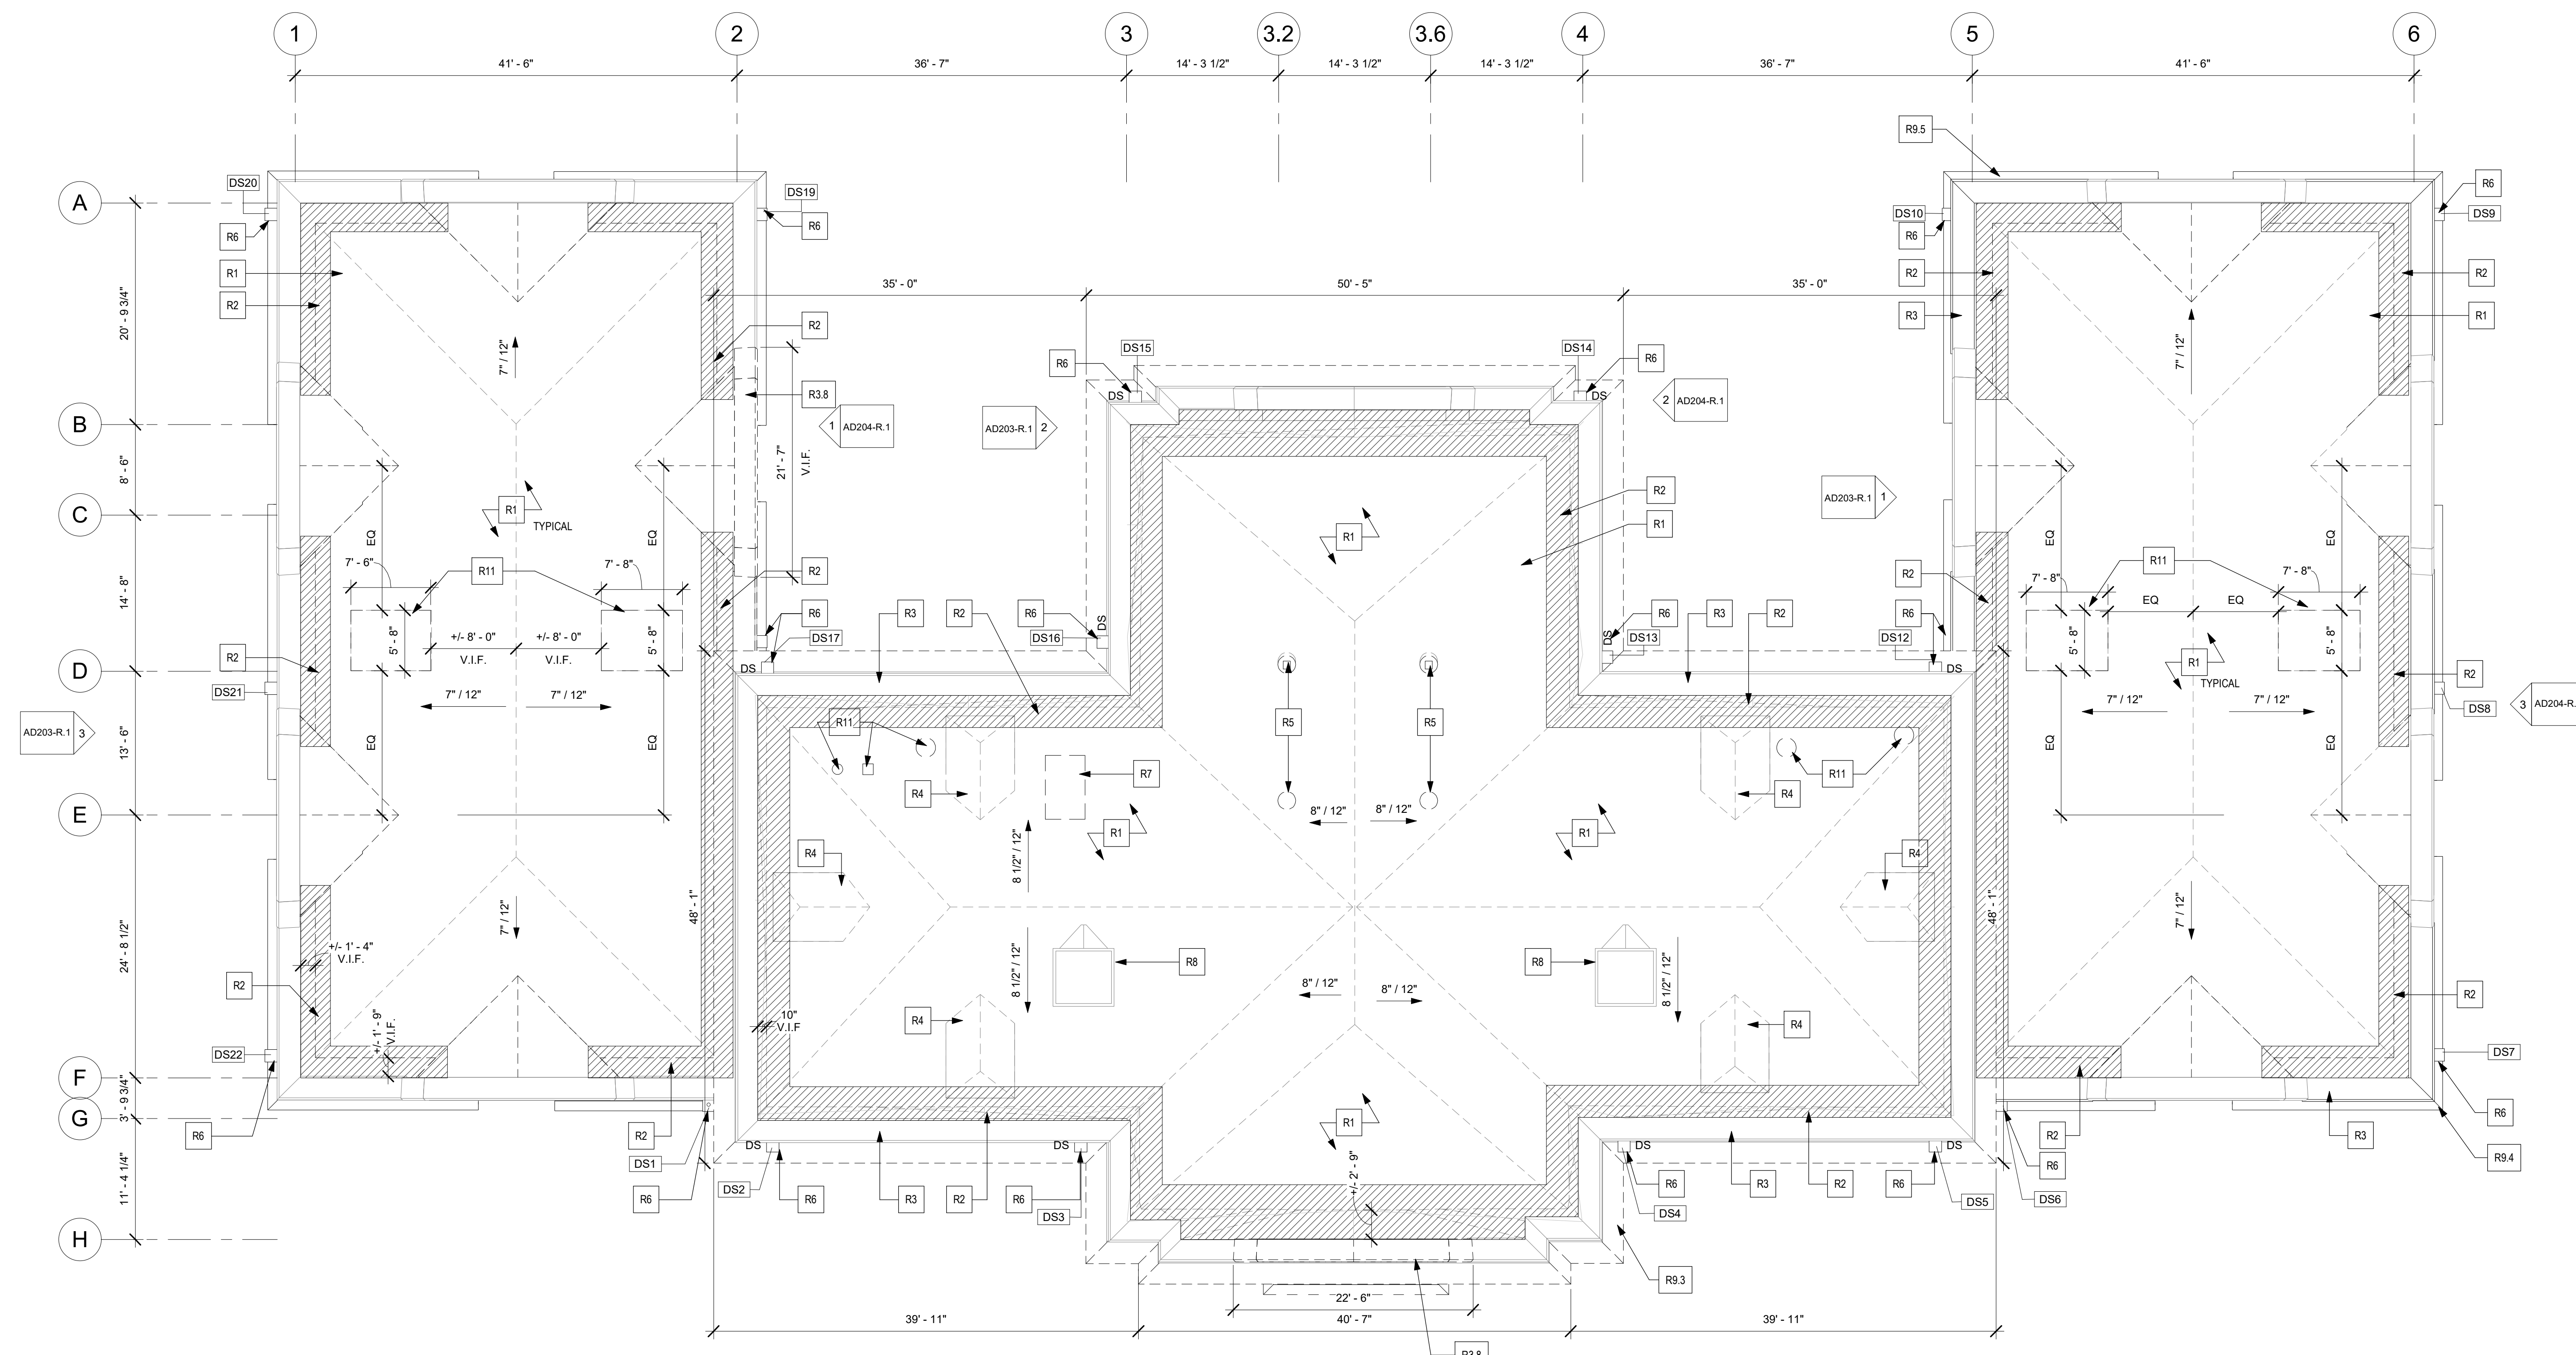 1 2 3 3.2 3.6 4 5 6
41' - 6" 36' - 7" 14' - 3 1/2" 14' - 3 1/2" 14' - 3 1/2" 36' - 7" 41' - 6"
R9.5
A DS20 DS19 DS10 R6 DS9
R6 R6 R6
R1 R2 R2
R2 35' - 0" 50' - 5" 35' - 0" R3 R1
20' - 9 3/4"
7" / 12" R2 7" / 12"
DS15 DS14
R6 R6
R3.8 DS DS
1 AD204-R.1 AD203-R.1 2 2 AD204-R.1
B
21' - 7"
V.I.F.
8' - 6"
R2
AD203-R.1 1
C R1 TYPICAL R1 R1
EQ EQ EQ EQ
7' - 6" R11 7' - 8" R2 R2 7' - 8" R11 7' - 8"
14' - 8"
EQ EQ
5' - 8" 5' - 8" 5' - 8" 5' - 8"
R6 R3 R2 R6 DS R6 R3 R2 R6
DS17 DS16 DS DS13 DS12
+/- 8' - 0" +/- 8' - 0"
V.I.F. V.I.F.
R2 R1 TYPICAL R2
D DS DS
DS21 DS8
7" / 12" 7" / 12" 7" / 12" 7" / 12"
AD203-R.1 3 3 AD204-R.
R11 R5 R5
13' - 6"
EQ EQ EQ EQ
R4 R7 R4 R11
E 8" / 12" 8" / 12"
R1 R1
8 1/2" / 12"
R4 R4
48' - 1" 48' - 1"
7" / 12" 7" / 12"
24' - 8 1/2"
+/- 1' - 4"
V.I.F.
R8 R8
8 1/2" / 12" 8 1/2" / 12"
R2 8" / 12" 8" / 12" R2
10"
V.I.F
R4 R4
+/- 1' - 9"
V.I.F.
DS22 DS7
F
3' - 9 3/4"
G R6 R1 R6
R6 R2 R2 R3
DS DS DS DS
DS1 R6 R9.4
+/- 2' - 9"
11' - 4 1/4"
DS2 R6 R3 R2 R6 R6 R3 R2 R6 DS5 DS6
R6 DS3 DS4
H
R9.3
22' - 6"
39' - 11" 40' - 7" 39' - 11"
R3.8